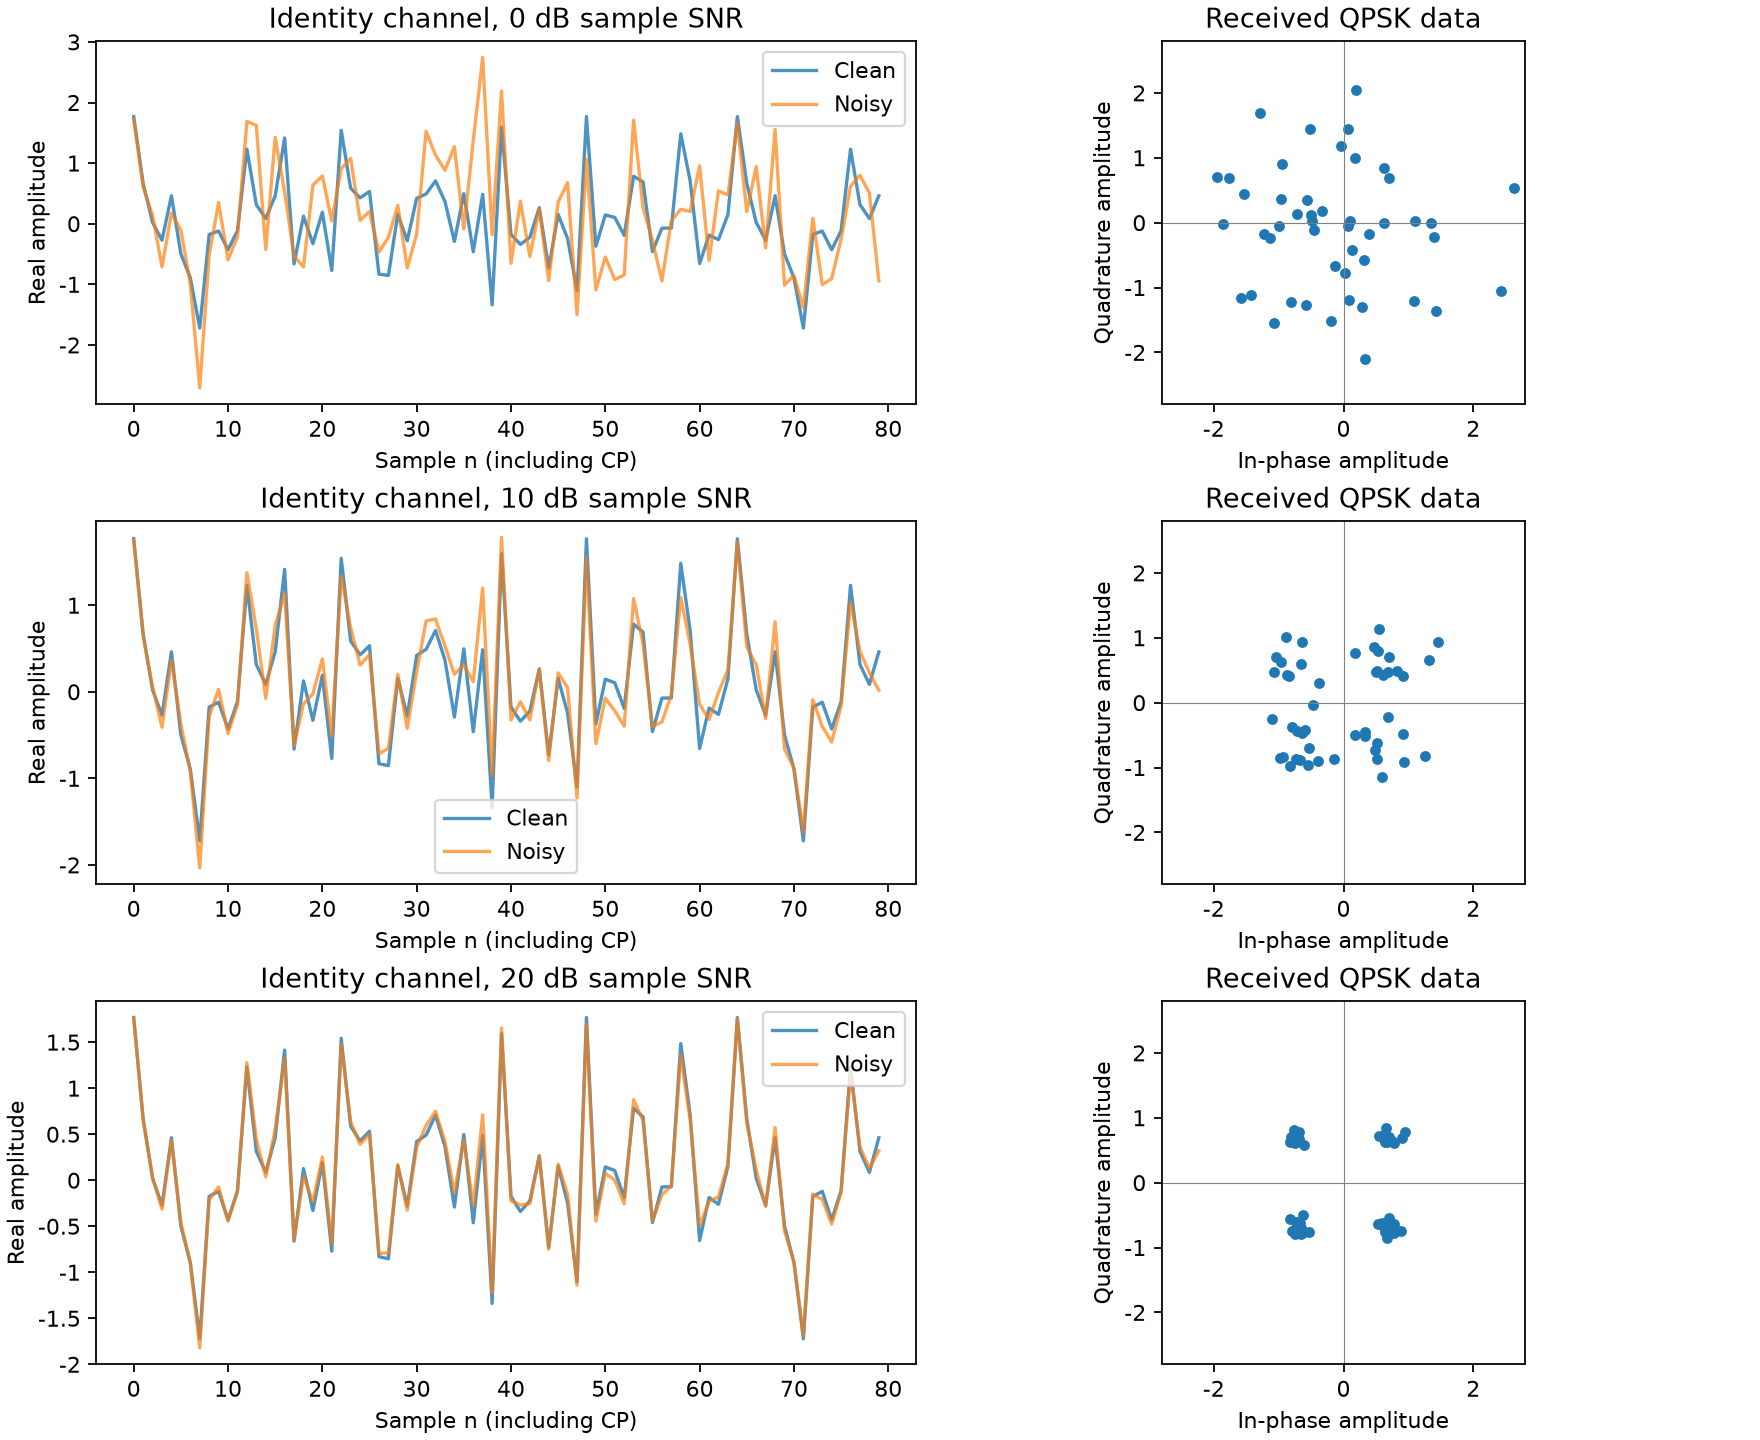 Identity channel, 0 dB sample SNR
Real amplitude
3
2
1
0
-1
-2
Clean
Noisy
0 10 20 30 40 50 60 70 80
Sample n (including CP)
Received QPSK data
Quadrature amplitude
2
1
0
-1
-2
-2 0 2
In-phase amplitude
Identity channel, 10 dB sample SNR
Real amplitude
1
0
-1
-2
Clean
Noisy
0 10 20 30 40 50 60 70 80
Sample n (including CP)
Received QPSK data
Quadrature amplitude
2
1
0
-1
-2
-2 0 2
In-phase amplitude
Identity channel, 20 dB sample SNR
Real amplitude
1.5
1
0.5
0
-0.5
-1
-1.5
-2
Clean
Noisy
0 10 20 30 40 50 60 70 80
Sample n (including CP)
Received QPSK data
Quadrature amplitude
2
1
0
-1
-2
-2 0 2
In-phase amplitude